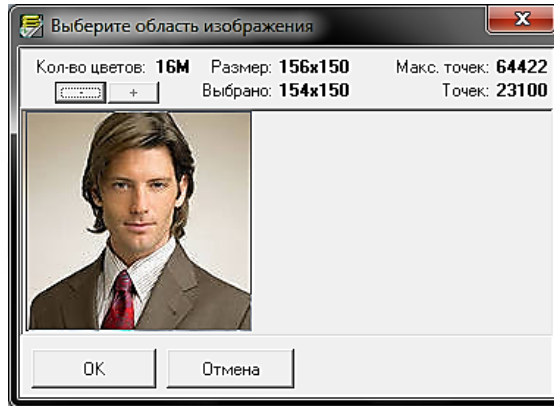 Выберите область изображения
x
Кол-во цветов: 16M Размер: 156x150 Макс. точек: 64422
- + Выбрано: 154x150 Точек: 23100
OK Отмена